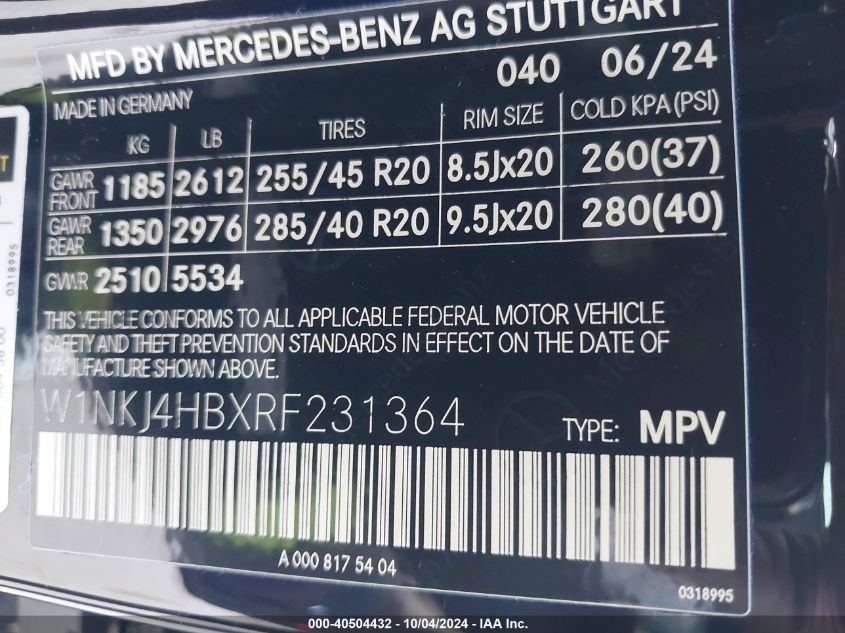 MFD BY MERCEDES-BENZ AG STUTTGART
040 06/24
MADE IN GERMANY
KG LB TIRES RIM SIZE COLD KPA (PSI)
GAWR FRONT 1185 2612 255/45 R20 8.5Jx20 260(37)
GAWR REAR 1350 2976 285/40 R20 9.5Jx20 280(40)
GVWR 2510 5534
THIS VEHICLE CONFORMS TO ALL APPLICABLE FEDERAL MOTOR VEHICLE
SAFETY AND THEFT PREVENTION STANDARDS IN EFFECT ON THE DATE OF
MANUFACTURE SHOWN ABOVE.
W1NKJ4HBXRF231364 TYPE: MPV
A 000 817 54 04
0318995
0318995
000-40504432 - 10/04/2024 - IAA Inc.